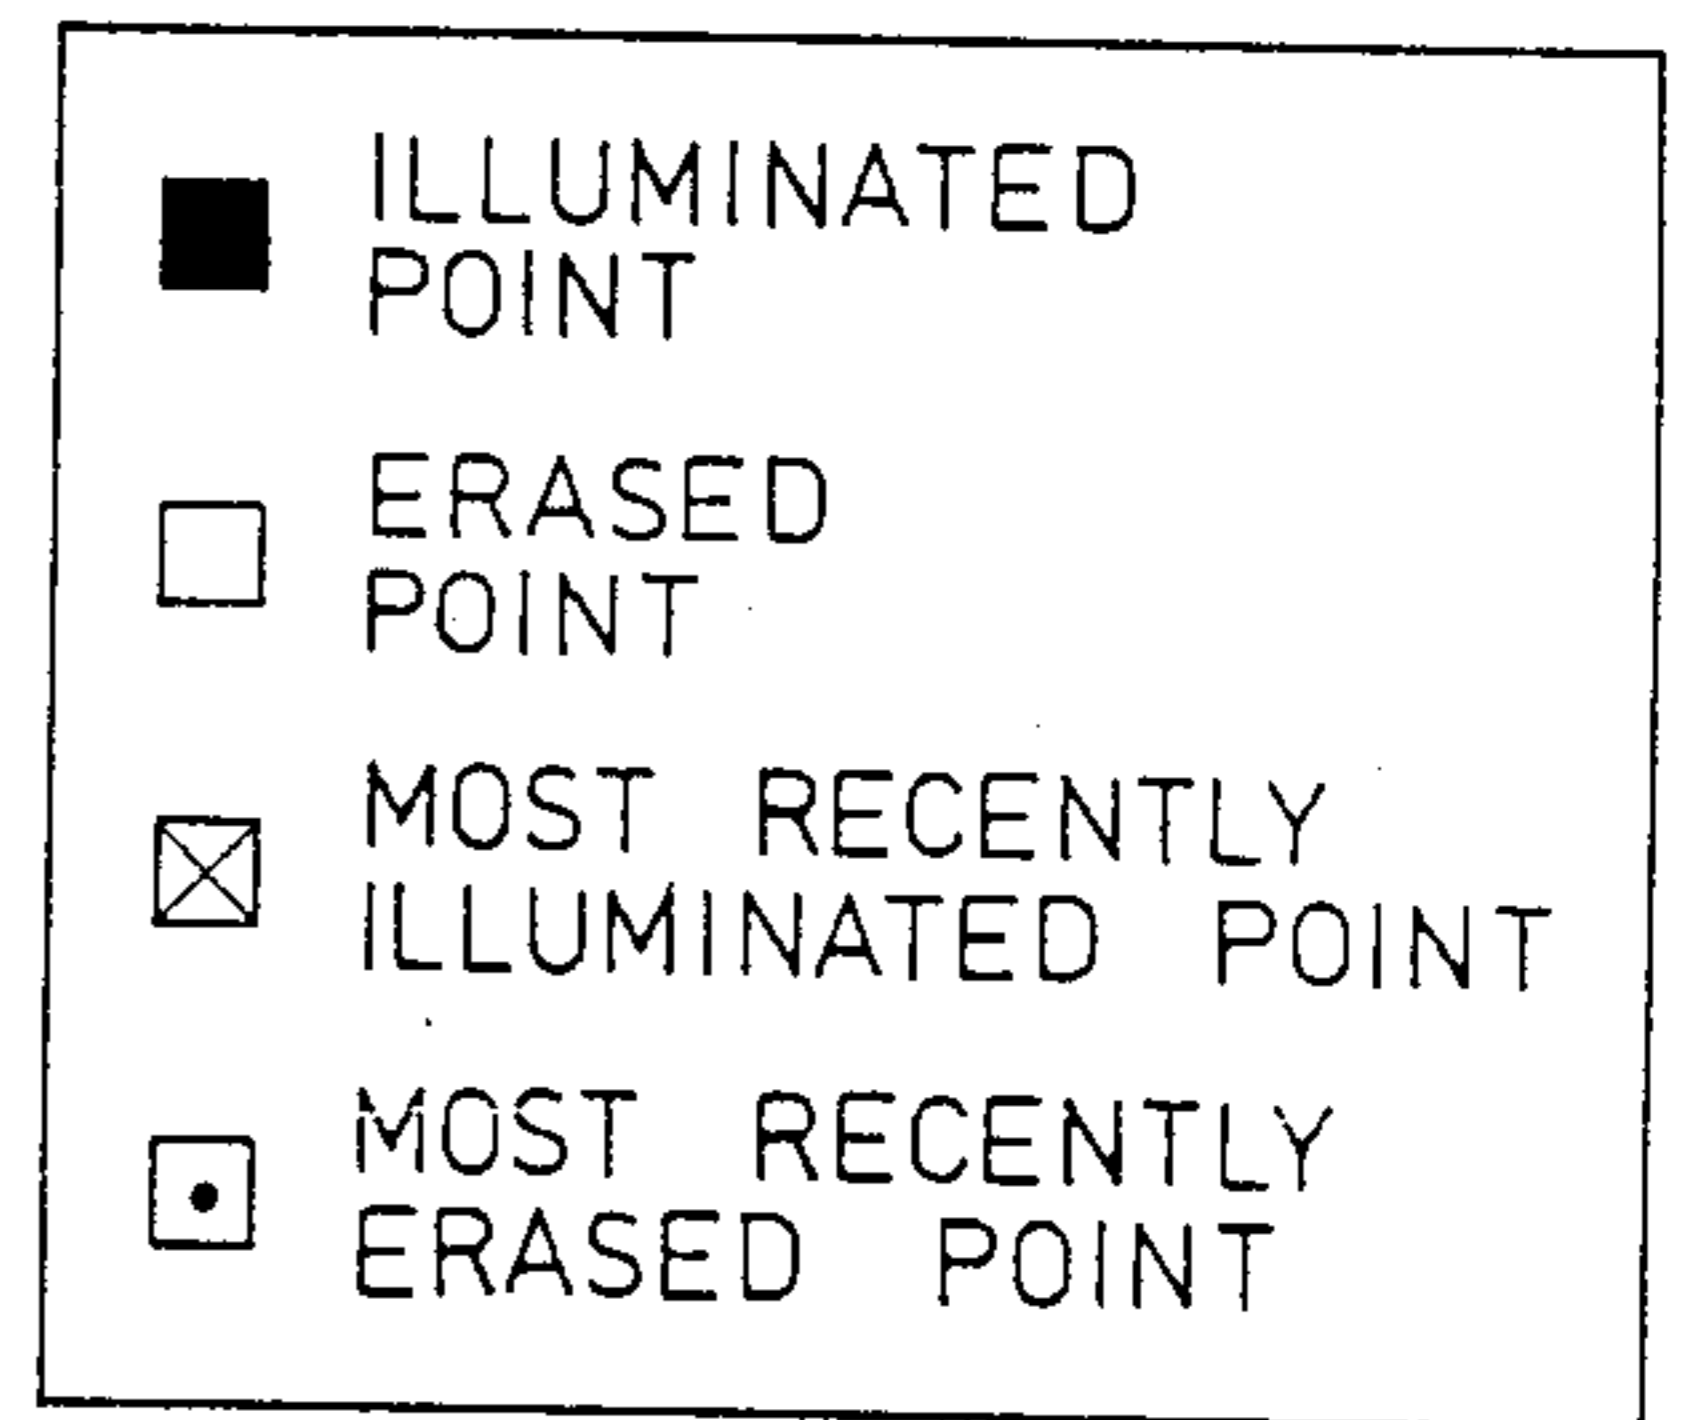 ILLUMINATED
POINT
ERASED
POINT
MOST RECENTLY
ILLUMINATED POINT
MOST RECENTLY
ERASED POINT